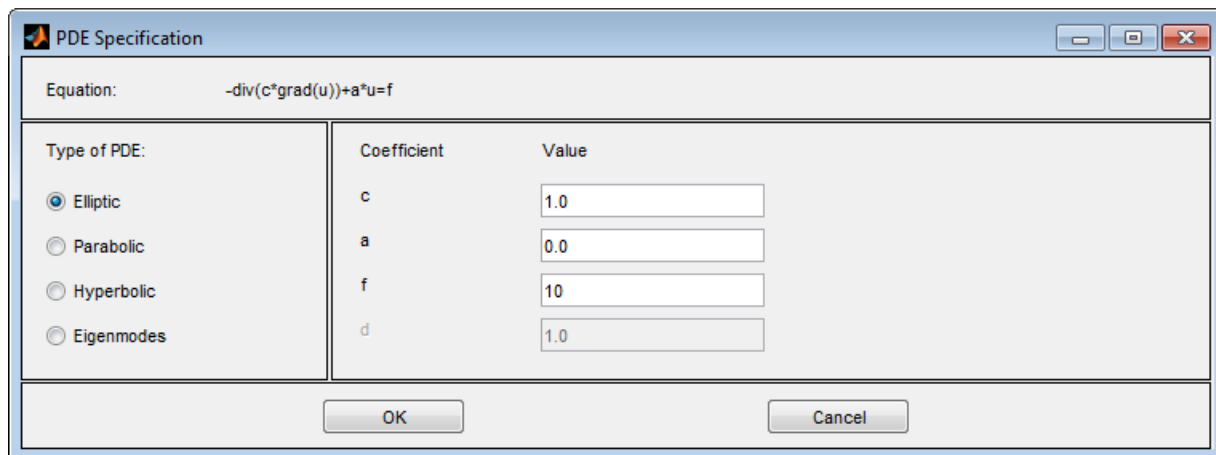 PDE Specification
Equation: -div(c*grad(u))+a*u=f
Type of PDE:
Elliptic
Parabolic
Hyperbolic
Eigenmodes
Coefficient Value
c 1.0
a 0.0
f 10
d 1.0
OK Cancel